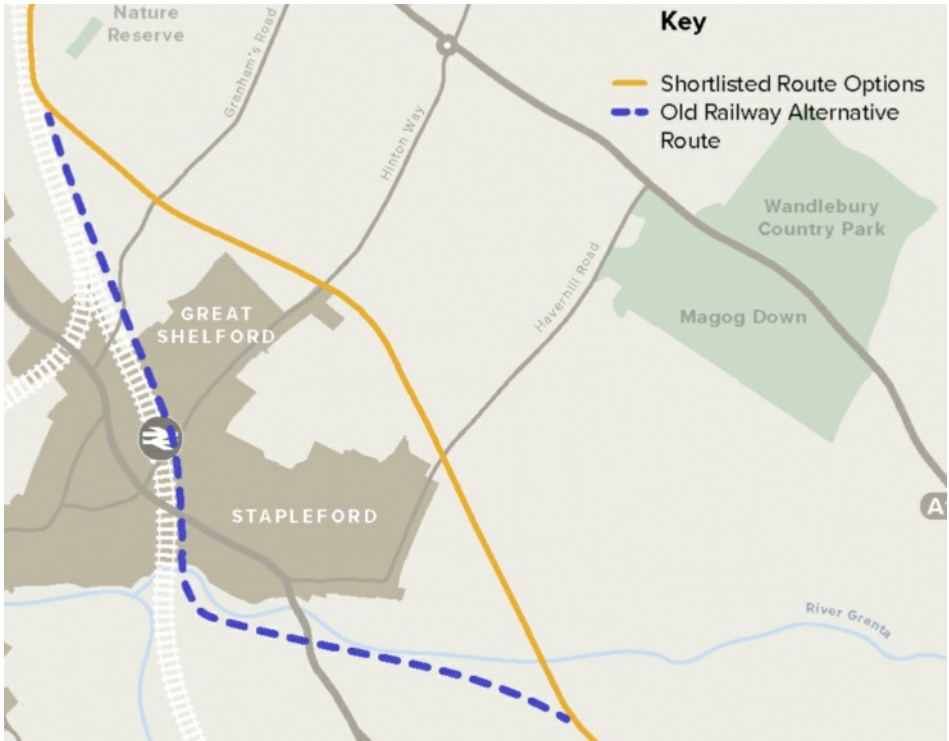 Nature
Reserve
Granham's Road
Hinton Way
Key
Shortlisted Route Options
Old Railway Alternative
Route
Wandlebury
Country Park
Magog Down
Haverhill Road
GREAT
SHELFORD
STAPLEFORD
River Granta